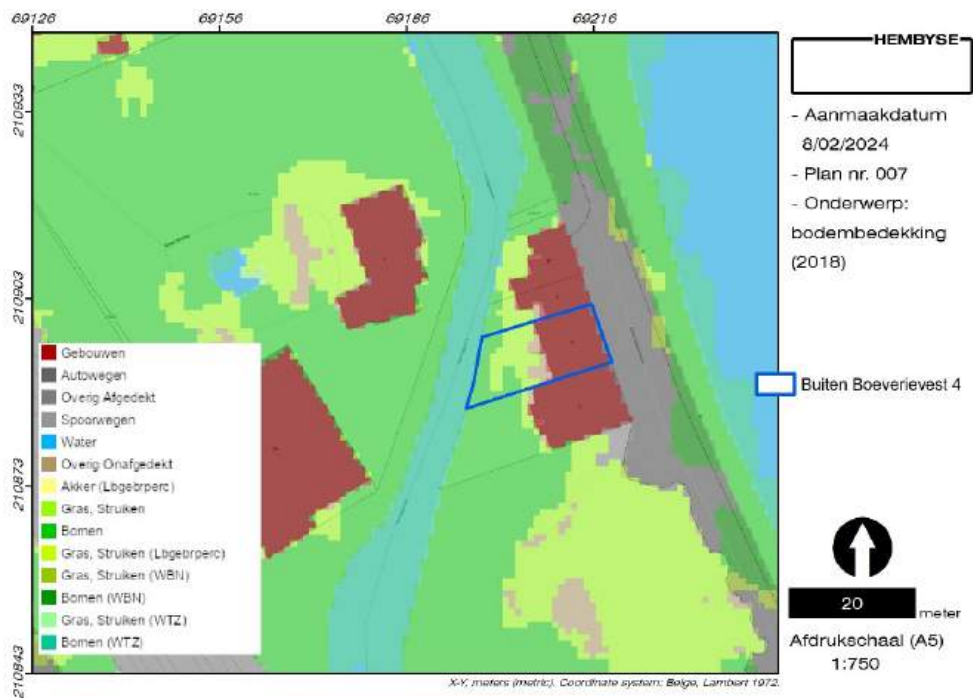 69126 69156 69186 69216
HEMBYSE
210933
- Aanmaakdatum
8/02/2024
- Plan nr. 007
- Onderwerp:
bodembedekking
(2018)
210903
Gebouwen
Autowegen
Overig Afgedekt
Spoorwegen
Water
Overig Onafgedekt
Akker (Lbgebrperc)
Gras, Struiken
Bomen
Gras, Struiken (Lbgebrperc)
Gras, Struiken (WBN)
Bomen (WBN)
Gras, Struiken (WTZ)
Bomen (WTZ)
Buiten Boeverievest 4
210873
20 meter
Afdrukschaal (A5)
1:750
210843
X-Y, meters (metric). Coordinate system: Belge, Lambert 1972.